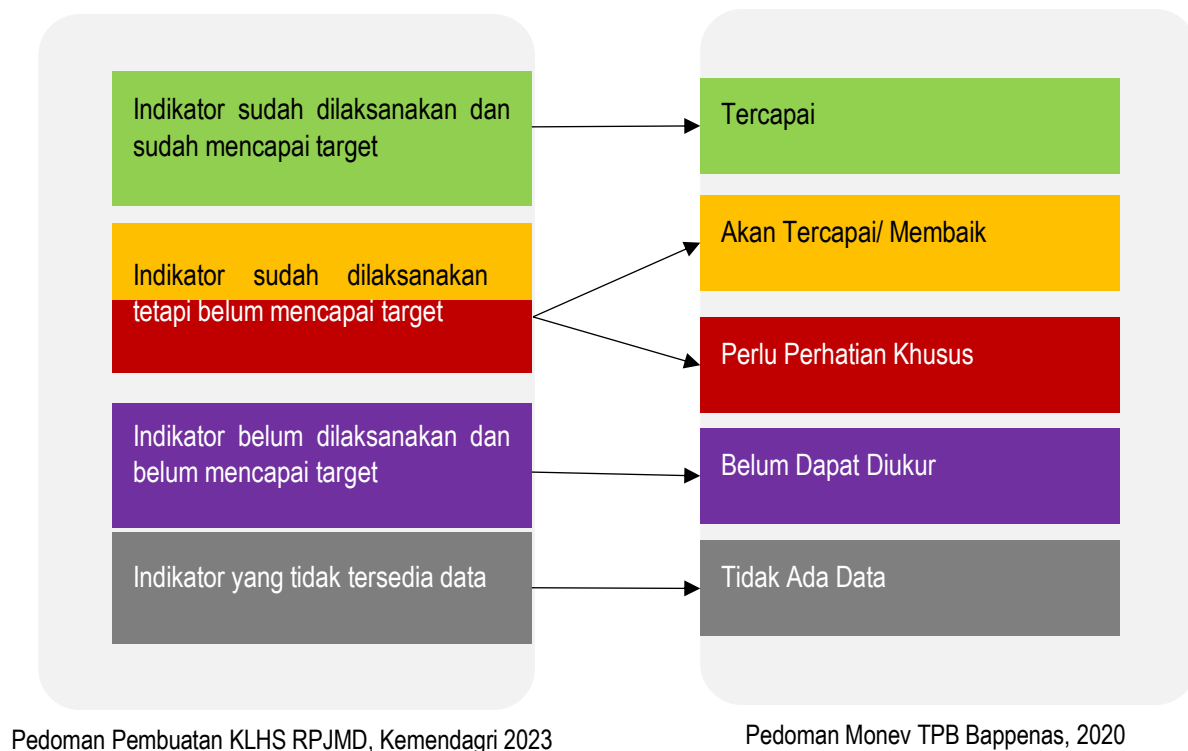 Indikator sudah dilaksanakan dan
sudah mencapai target
Indikator sudah dilaksanakan
tetapi belum mencapai target
Indikator belum dilaksanakan dan
belum mencapai target
Indikator yang tidak tersedia data
Pedoman Pembuatan KLHS RPJMD, Kemendagri 2023
Tercapai
Akan Tercapai/ Membaik
Perlu Perhatian Khusus
Belum Dapat Diukur
Tidak Ada Data
Pedoman Monev TPB Bappenas, 2020